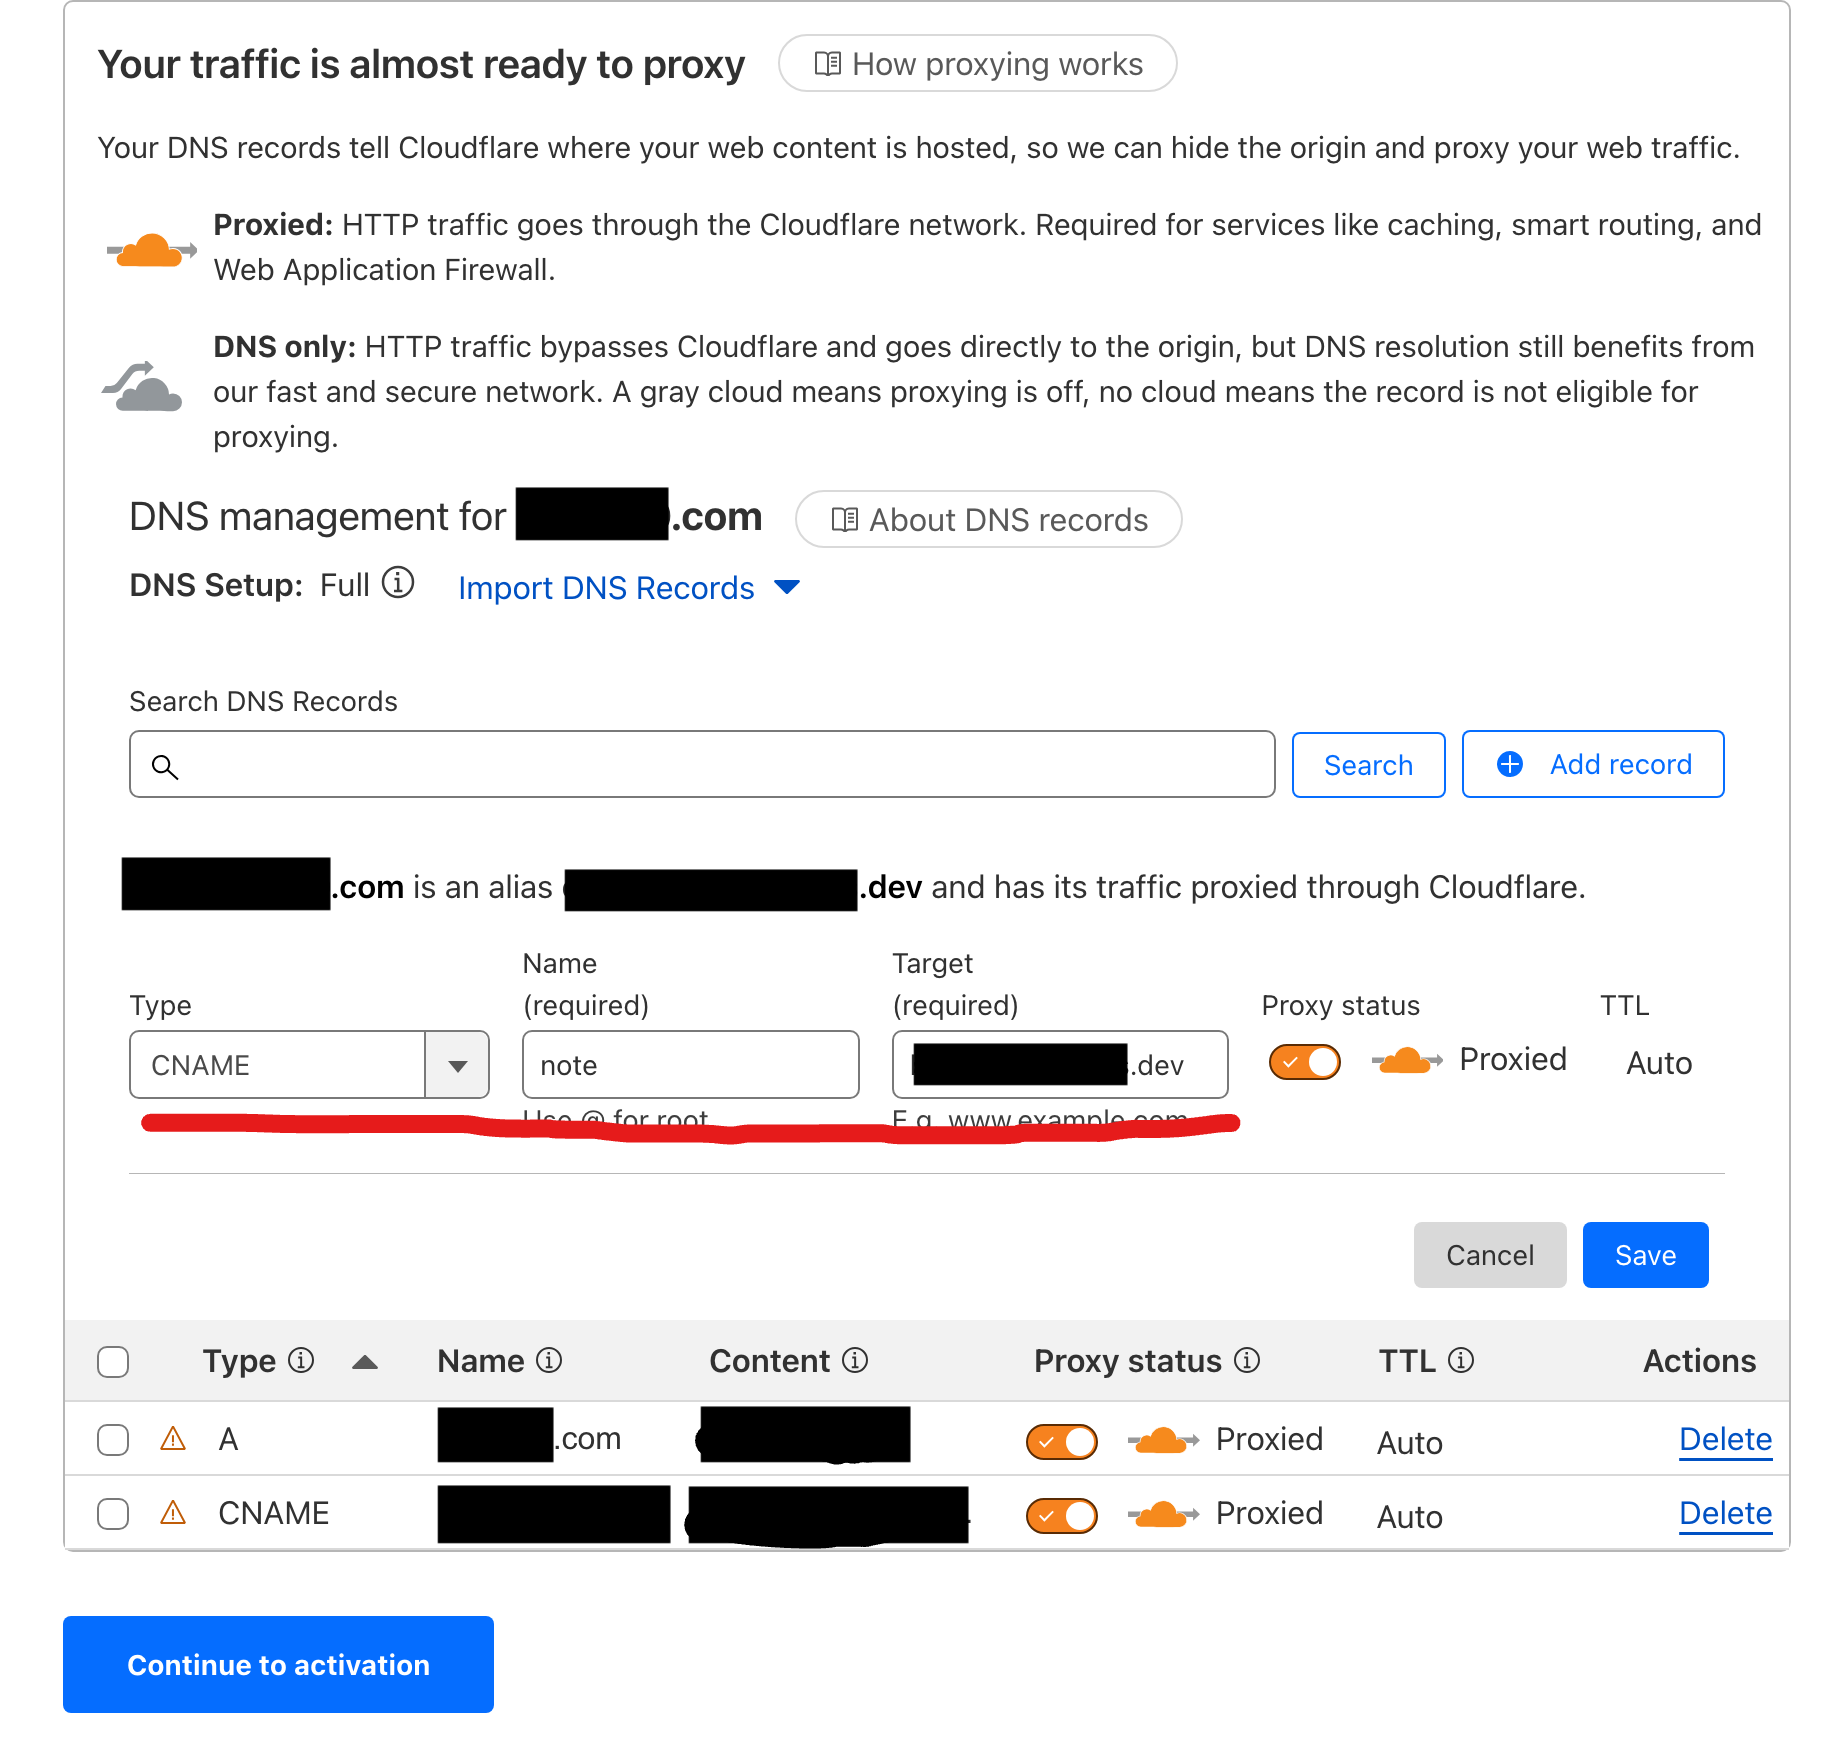 Your traffic is almost ready to proxy
How proxying works
Your DNS records tell Cloudflare where your web content is hosted, so we can hide the origin and proxy your web traffic.
Proxied: HTTP traffic goes through the Cloudflare network. Required for services like caching, smart routing, and
Web Application Firewall.
DNS only: HTTP traffic bypasses Cloudflare and goes directly to the origin, but DNS resolution still benefits from
our fast and secure network. A gray cloud means proxying is off, no cloud means the record is not eligible for
proxying.
DNS management for .com
About DNS records
DNS Setup: Full
Import DNS Records
Search DNS Records
Search
Add record
.com is an alias .dev and has its traffic proxied through Cloudflare.
Type
Name
(required)
Target
(required)
Proxy status
TTL
CNAME
note
.dev
Proxied
Auto
Use @ for root
E.g. www.example.com
Cancel
Save
Type Name Content Proxy status TTL Actions
A .com Proxied Auto Delete
CNAME Proxied Auto Delete
Continue to activation